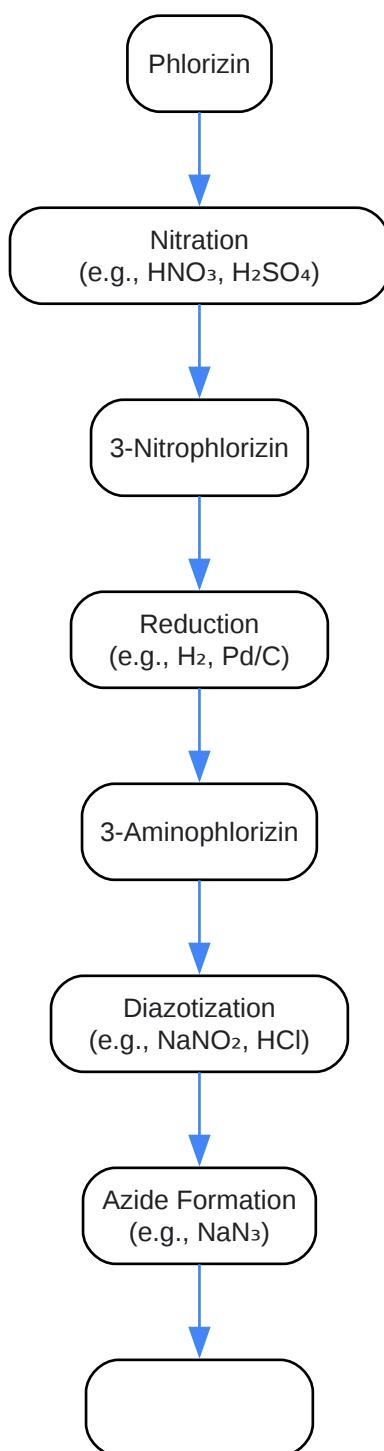 Phlorizin
Nitration
(e.g., HNO₃, H₂SO₄)
3-Nitrophlorizin
Reduction
(e.g., H₂, Pd/C)
3-Aminophlorizin
Diazotization
(e.g., NaNO₂, HCl)
Azide Formation
(e.g., NaN₃)